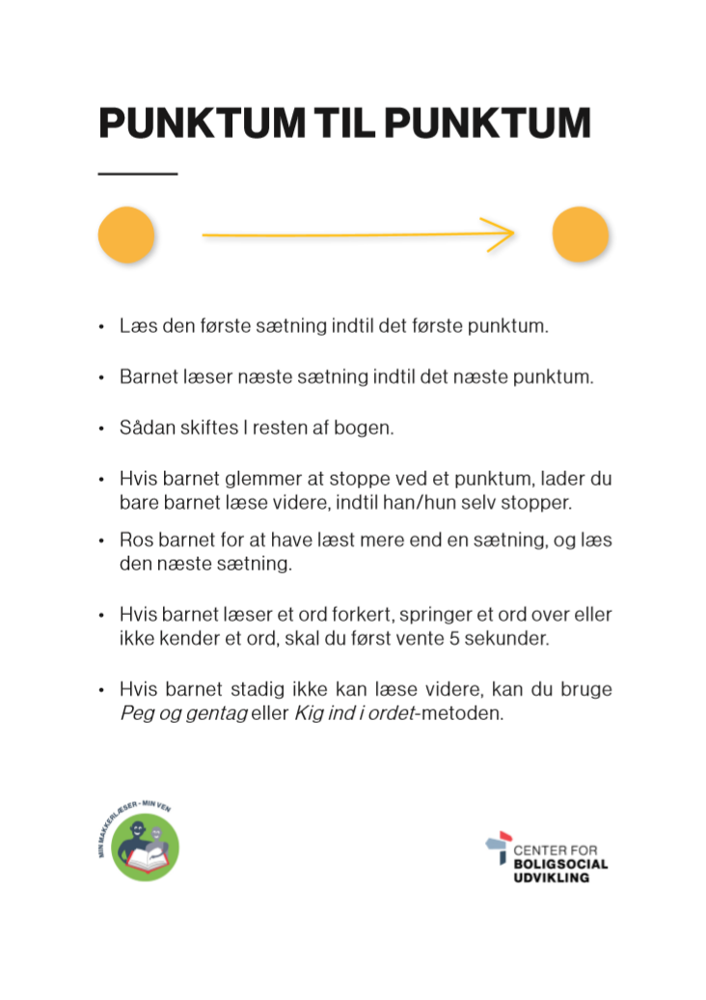 PUNKTUM TIL PUNKTUM
• Læs den første sætning indtil det første punktum.
• Barnet læser næste sætning indtil det næste punktum.
• Sådan skiftes I resten af bogen.
• Hvis barnet glemmer at stoppe ved et punktum, lader du
bare barnet læse videre, indtil han/hun selv stopper.
• Ros barnet for at have læst mere end en sætning, og læs
den næste sætning.
• Hvis barnet læser et ord forkert, springer et ord over eller
ikke kender et ord, skal du først vente 5 sekunder.
• Hvis barnet stadig ikke kan læse videre, kan du bruge
Peg og gentag eller Kig ind i ordet-metoden.
MIN MAKKERLÆSER - MIN VEN
CENTER FOR
BOLIGSOCIAL
UDVIKLING